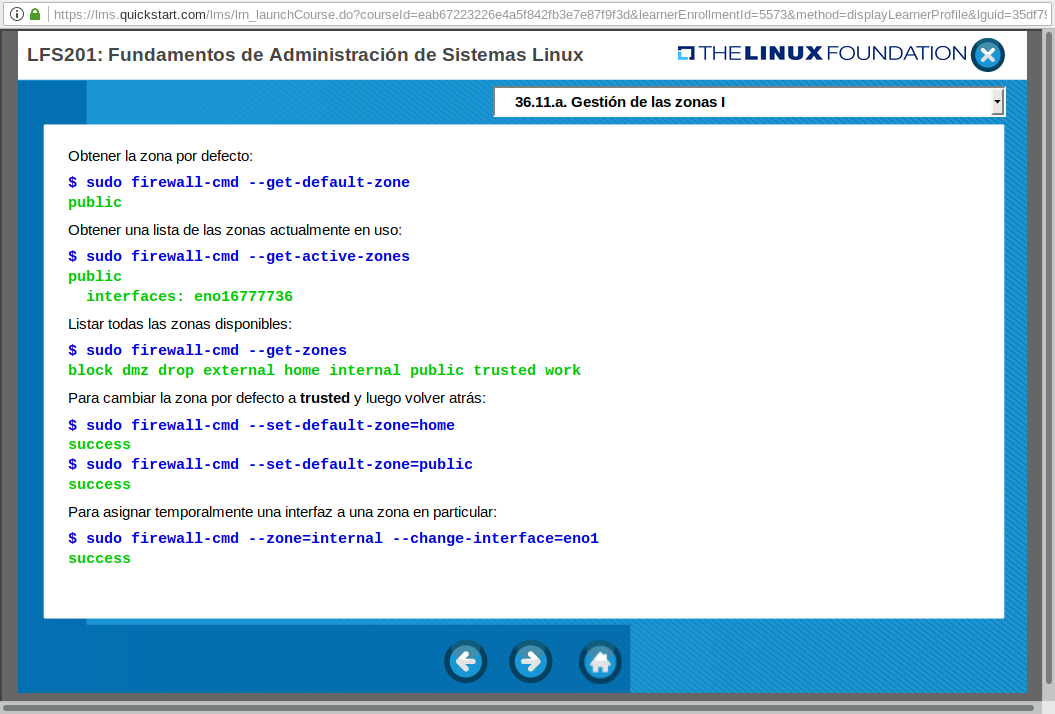 https://lms.quickstart.com/lms/lrn_launchCourse.do?courseId=eab67223226e4a5f842fb3e7e87f9f3d&learnerEnrollmentId=5573&method=displayLearnerProfile&lguid=35df79
LFS201: Fundamentos de Administración de Sistemas Linux
THE LINUX FOUNDATION
36.11.a. Gestión de las zonas I
Obtener la zona por defecto:
$ sudo firewall-cmd --get-default-zone
public
Obtener una lista de las zonas actualmente en uso:
$ sudo firewall-cmd --get-active-zones
public
  interfaces: eno16777736
Listar todas las zonas disponibles:
$ sudo firewall-cmd --get-zones
block dmz drop external home internal public trusted work
Para cambiar la zona por defecto a trusted y luego volver atrás:
$ sudo firewall-cmd --set-default-zone=home
success
$ sudo firewall-cmd --set-default-zone=public
success
Para asignar temporalmente una interfaz a una zona en particular:
$ sudo firewall-cmd --zone=internal --change-interface=eno1
success